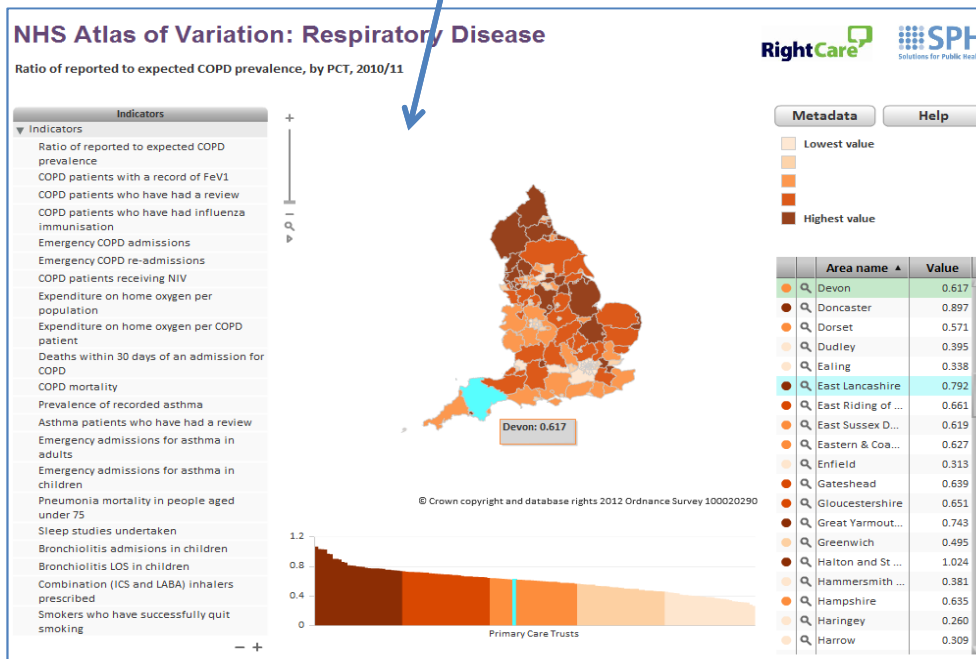 NHS Atlas of Variation: Respiratory Disease
Ratio of reported to expected COPD prevalence, by PCT, 2010/11
RightCare
SPH
Solutions for Public Heal
Indicators
Indicators
Ratio of reported to expected COPD
prevalence
COPD patients with a record of FeV1
COPD patients who have had a review
COPD patients who have had influenza
immunisation
Emergency COPD admissions
Emergency COPD re-admissions
COPD patients receiving NIV
Expenditure on home oxygen per
population
Expenditure on home oxygen per COPD
patient
Deaths within 30 days of an admission for
COPD
COPD mortality
Prevalence of recorded asthma
Asthma patients who have had a review
Emergency admissions for asthma in
adults
Emergency admissions for asthma in
children
Pneumonia mortality in people aged
under 75
Sleep studies undertaken
Bronchiolitis admisions in children
Bronchiolitis LOS in children
Combination (ICS and LABA) inhalers
prescribed
Smokers who have successfully quit
smoking
− +
+
−
Devon: 0.617
© Crown copyright and database rights 2012 Ordnance Survey 100020290
1.2
0.8
0.4
0
Primary Care Trusts
Metadata Help
Lowest value
Highest value
Area name ▲ Value
Devon 0.617
Doncaster 0.897
Dorset 0.571
Dudley 0.395
Ealing 0.338
East Lancashire 0.792
East Riding of ... 0.661
East Sussex D... 0.619
Eastern & Coa... 0.627
Enfield 0.313
Gateshead 0.639
Gloucestershire 0.651
Great Yarmout... 0.743
Greenwich 0.495
Halton and St ... 1.024
Hammersmith ... 0.381
Hampshire 0.635
Haringey 0.260
Harrow 0.309